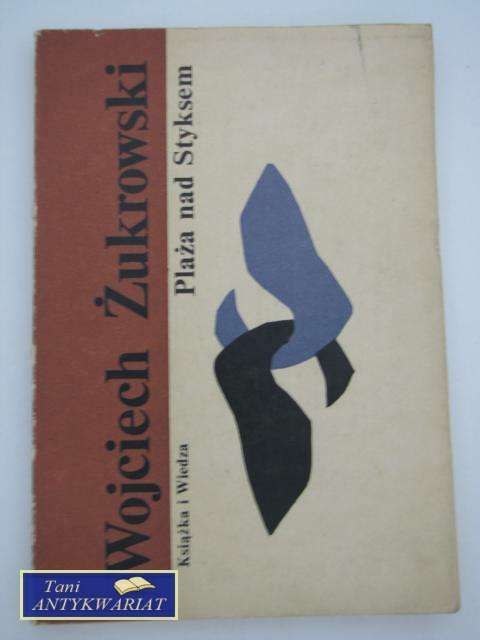 Wojciech Żukrowski
Plaża nad Styksem
Książka i Wiedza
Tani
ANTYKWARIAT